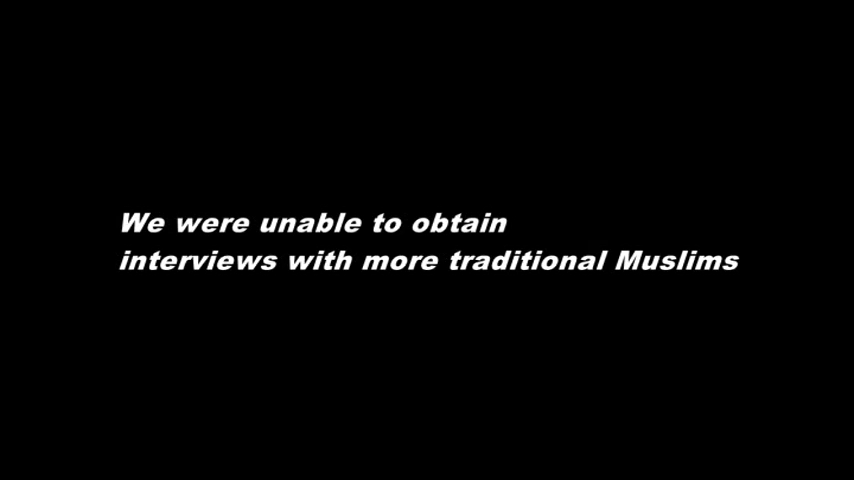 We were unable to obtain
interviews with more traditional Muslims